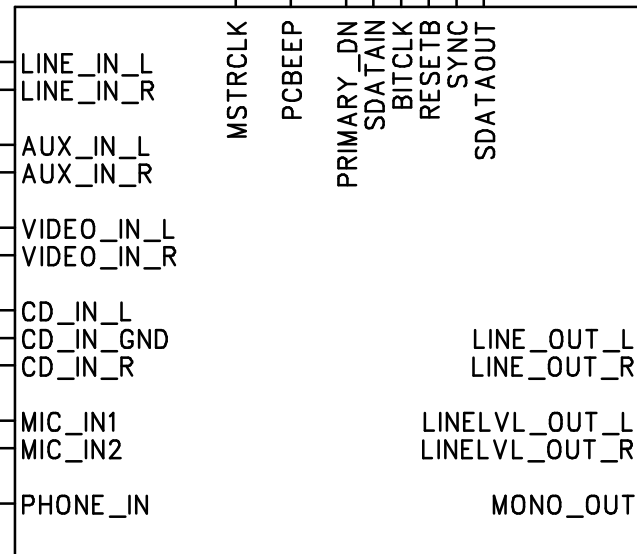 MSTRCLK
PCBEEP
PRIMARY_DN
SDATAIN
BITCLK
RESETB
SYNC
SDATAOUT
LINE_IN_L
LINE_IN_R
AUX_IN_L
AUX_IN_R
VIDEO_IN_L
VIDEO_IN_R
CD_IN_L
CD_IN_GND
CD_IN_R
MIC_IN1
MIC_IN2
PHONE_IN
LINE_OUT_L
LINE_OUT_R
LINELVL_OUT_L
LINELVL_OUT_R
MONO_OUT